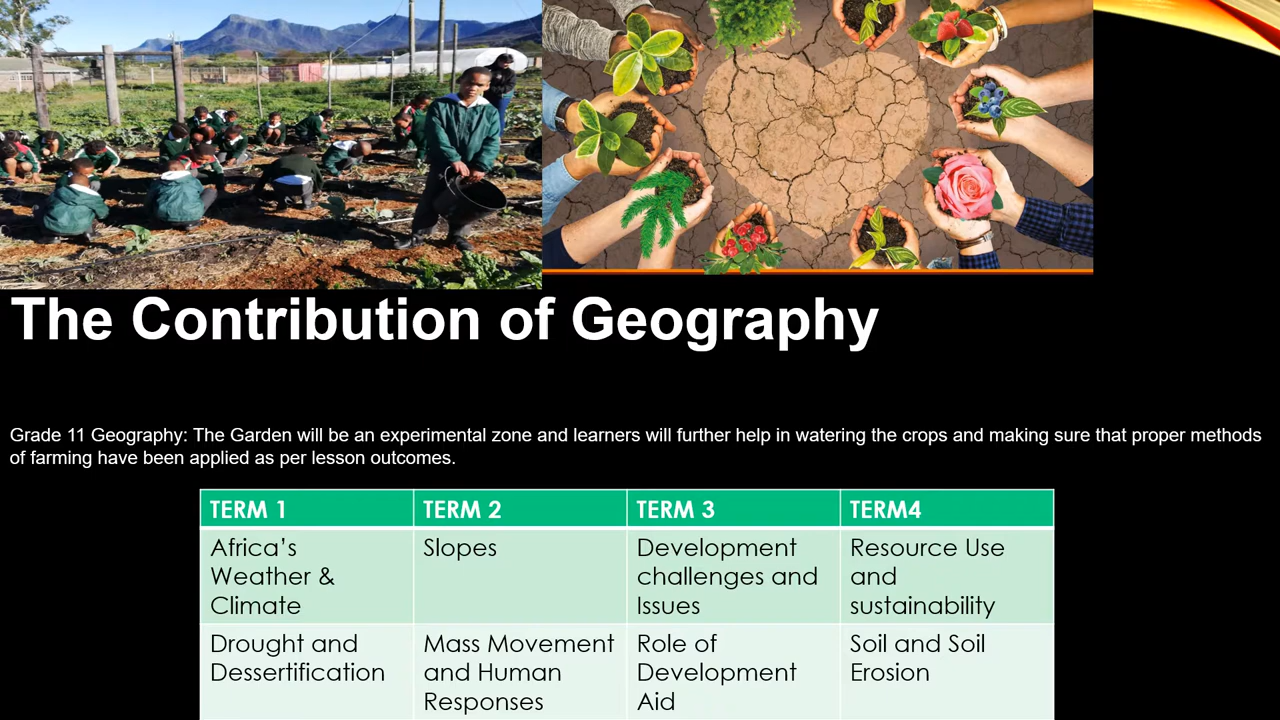 The Contribution of Geography
Grade 11 Geography: The Garden will be an experimental zone and learners will further help in watering the crops and making sure that proper methods
of farming have been applied as per lesson outcomes.
TERM 1
TERM 2
TERM 3
TERM4
Africa’s
Weather &
Climate
Slopes
Development
challenges and
Issues
Resource Use
and
sustainability
Drought and
Dessertification
Mass Movement
and Human
Responses
Role of
Development
Aid
Soil and Soil
Erosion